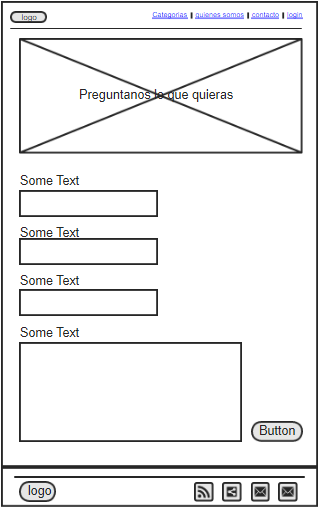 logo
Categorias | quienes somos | contacto | login
Preguntanos lo que quieras
Some Text
Some Text
Some Text
Some Text
Button
logo